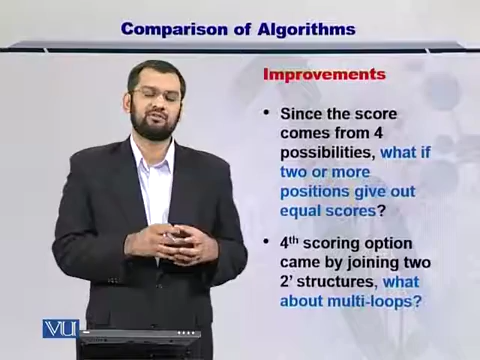 Comparison of Algorithms
Improvements
• Since the score
comes from 4
possibilities, what if
two or more
positions give out
equal scores?
• 4th scoring option
came by joining two
2’ structures, what
about multi-loops?
VU